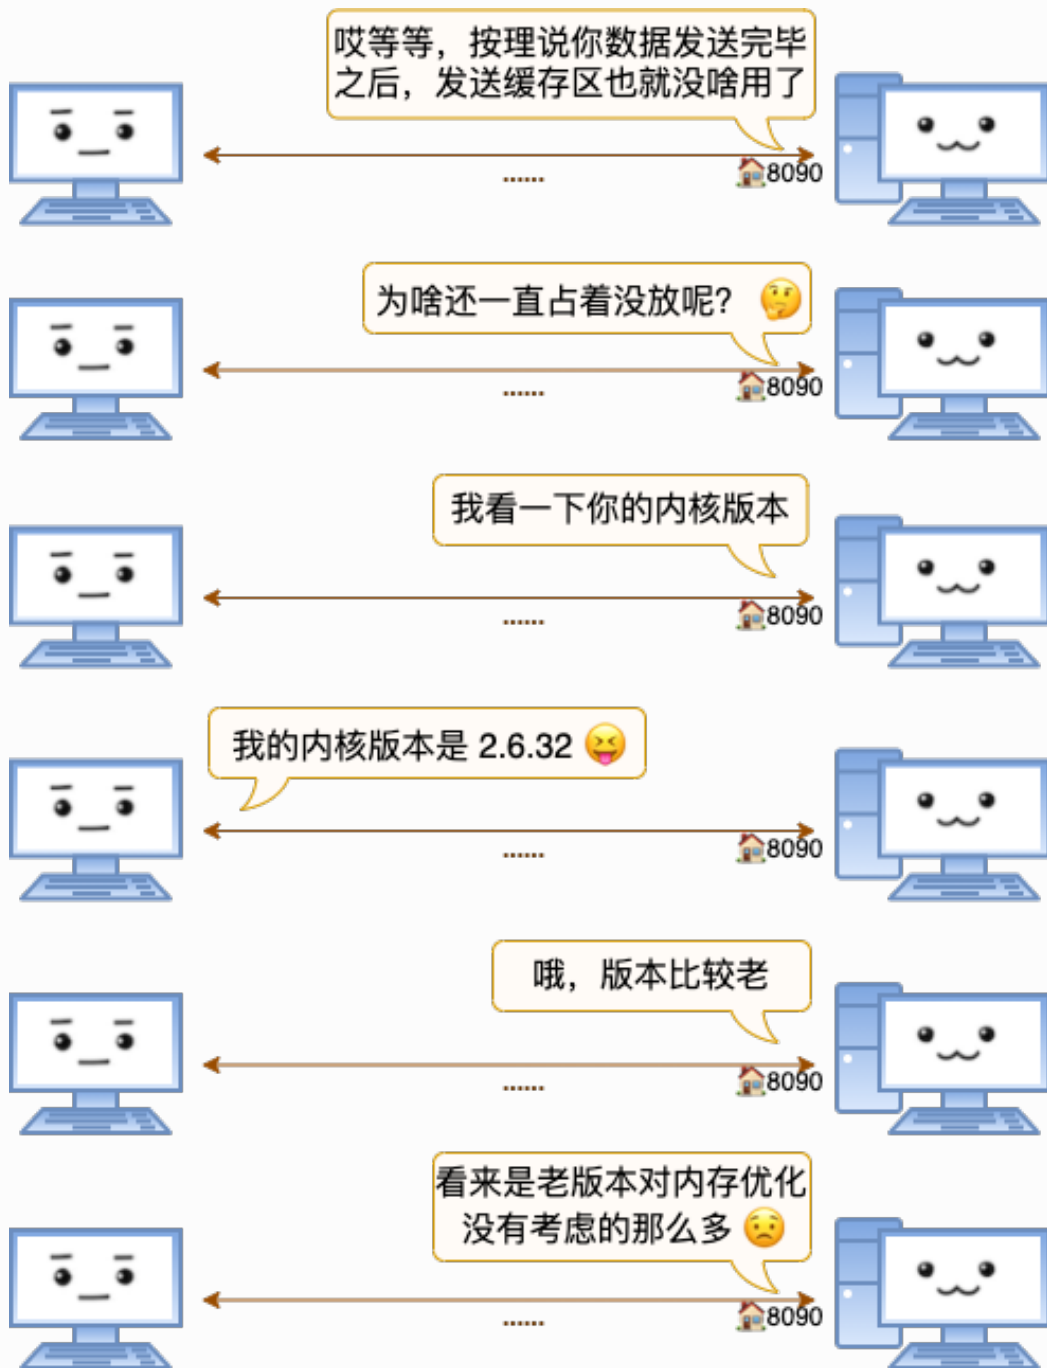 哎等等，按理说你数据发送完毕
之后，发送缓存区也就没啥用了
......
8090
为啥还一直占着没放呢？🤔
......
8090
我看一下你的内核版本
......
8090
我的内核版本是 2.6.32 😝
......
8090
哦，版本比较老
......
8090
看来是老版本对内存优化
没有考虑的那么多 😟
......
8090